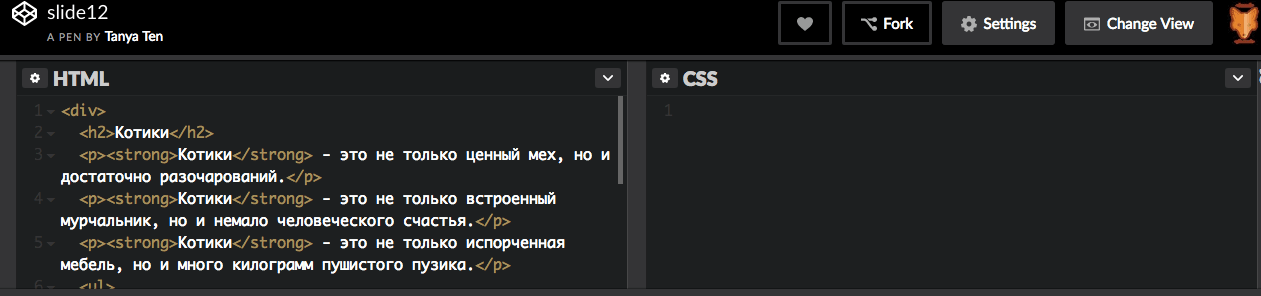 slide12
A PEN BY Tanya Ten
Fork
Settings
Change View
HTML
1 <div>
2 <h2>Котики</h2>
3 <p><strong>Котики</strong> - это не только ценный мех, но и
достаточно разочарований.</p>
4 <p><strong>Котики</strong> - это не только встроенный
мурчальник, но и немало человеческого счастья.</p>
5 <p><strong>Котики</strong> - это не только испорченная
мебель, но и много килограмм пушистого пузика.</p>
6 <ul>
CSS
1